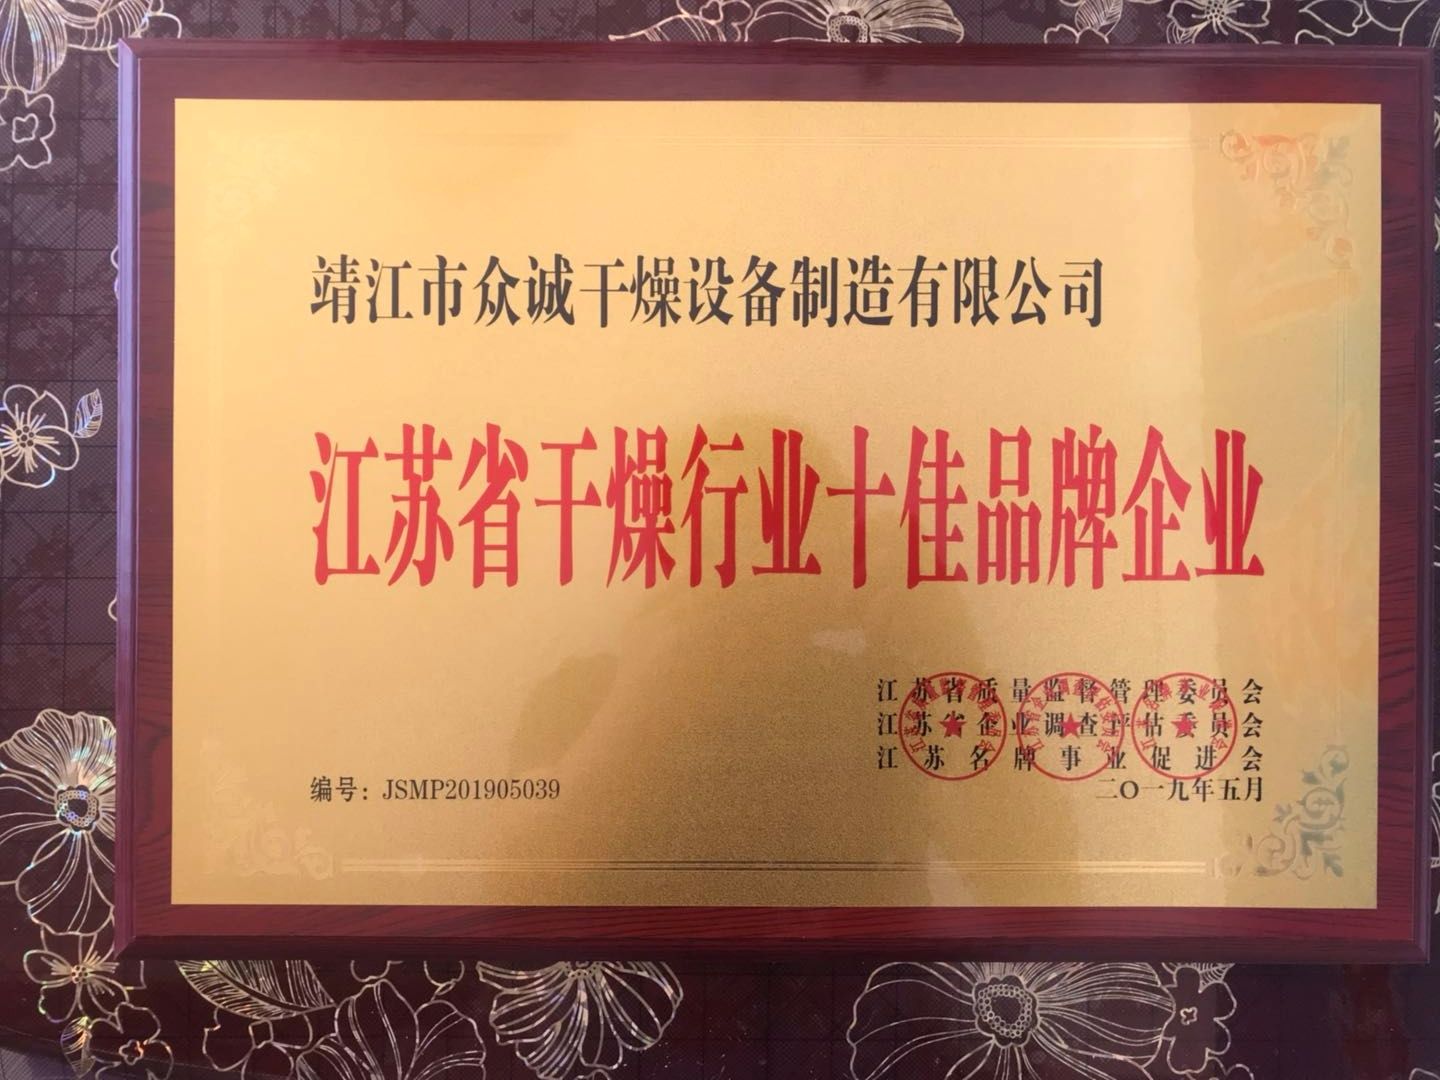 靖江市众诚干燥设备制造有限公司
江苏省干燥行业十佳品牌企业
江苏省质量监督管理委员会
江苏省企业调查评估委员会
江苏名牌事业促进会
编号：JSMP201905039
二〇一九年五月